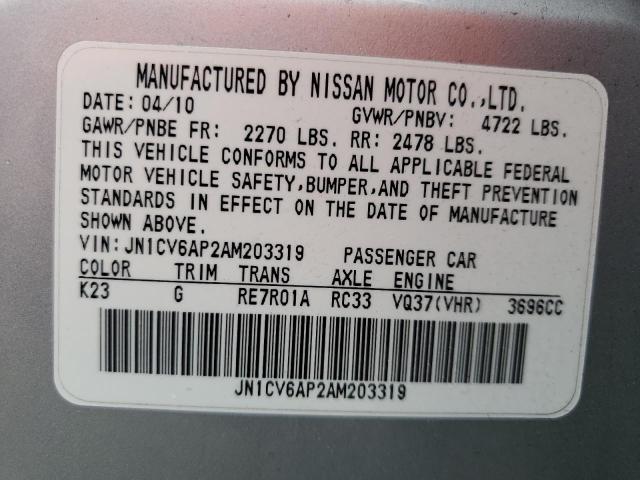 MANUFACTURED BY NISSAN MOTOR CO.,LTD.
DATE: 04/10 GVWR/PNBV: 4722 LBS.
GAWR/PNBE FR: 2270 LBS. RR: 2478 LBS.
THIS VEHICLE CONFORMS TO ALL APPLICABLE FEDERAL
MOTOR VEHICLE SAFETY,BUMPER,AND THEFT PREVENTION
STANDARDS IN EFFECT ON THE DATE OF MANUFACTURE
SHOWN ABOVE.
VIN:JN1CV6AP2AM203319 PASSENGER CAR
COLOR TRIM TRANS AXLE ENGINE
K23 G RE7R01A RC33 VQ37(VHR) 3696CC
JN1CV6AP2AM203319